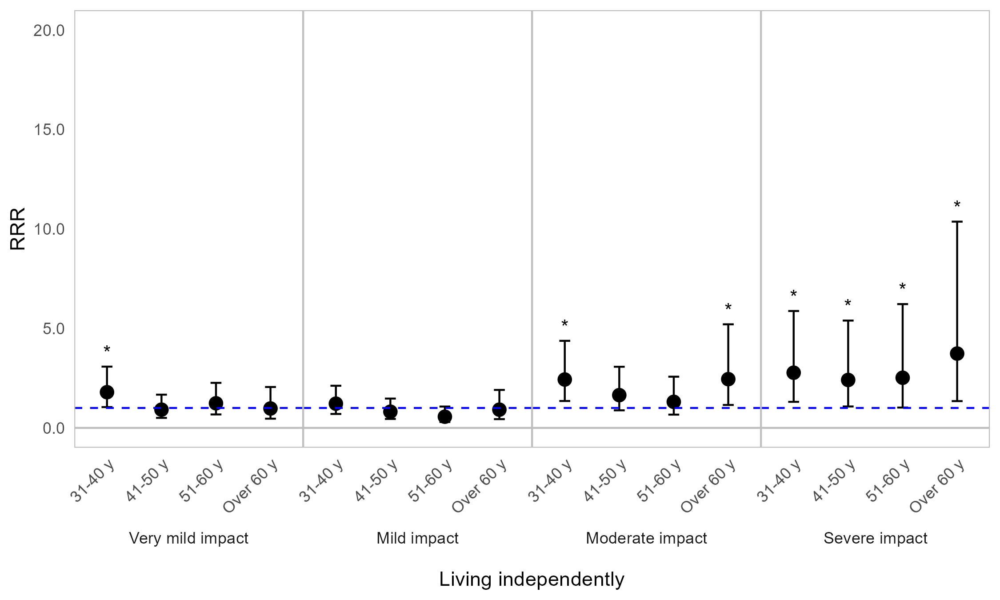 20.0
15.0
10.0
5.0
0.0
RRR
*
*
*
*
*
*
*
31-40 y
41-50 y
51-60 y
Over 60 y
31-40 y
41-50 y
51-60 y
Over 60 y
31-40 y
41-50 y
51-60 y
Over 60 y
31-40 y
41-50 y
51-60 y
Over 60 y
Very mild impact
Mild impact
Moderate impact
Severe impact
Living independently